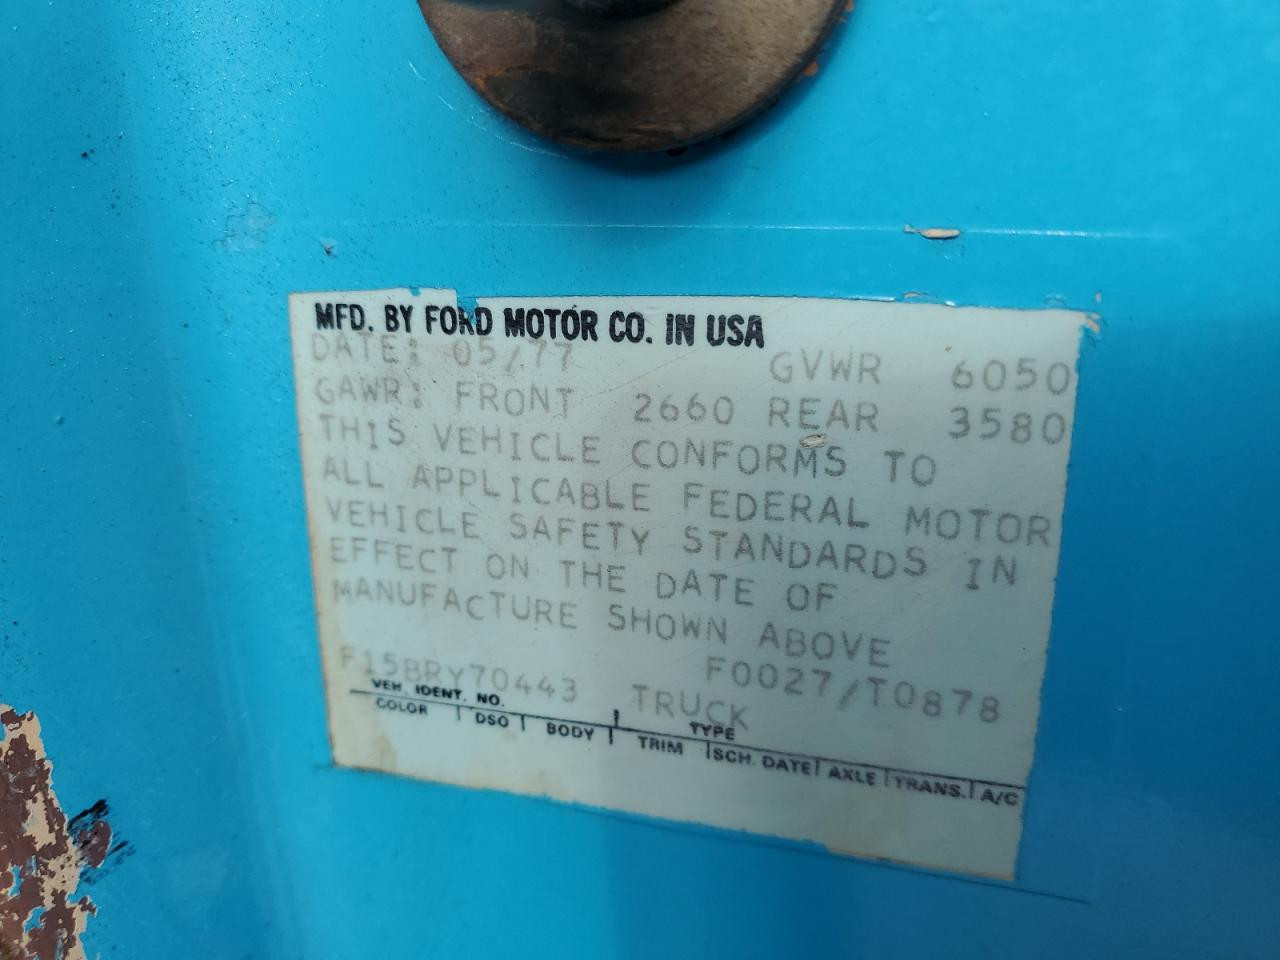 MFD. BY FORD MOTOR CO. IN USA
DATE: 05/77 GVWR 6050
GAWR: FRONT 2660 REAR 3580
THIS VEHICLE CONFORMS TO
ALL APPLICABLE FEDERAL MOTOR
VEHICLE SAFETY STANDARDS IN
EFFECT ON THE DATE OF
MANUFACTURE SHOWN ABOVE
F0027/T0878
F15BRY70443 TRUCK
VEH. IDENT. NO. TYPE
COLOR DSO BODY TRIM SCH. DATE AXLE TRANS. A/C